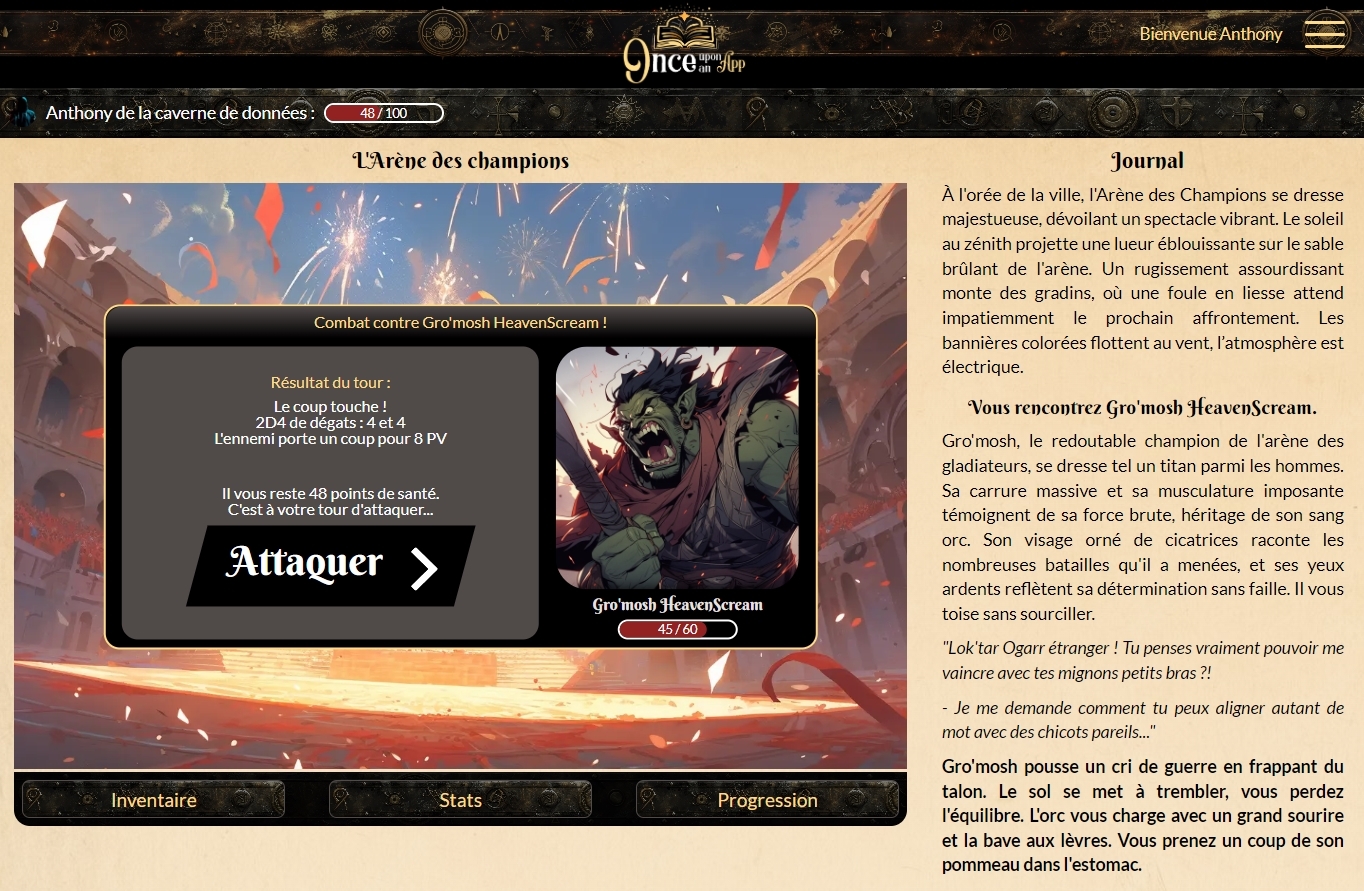 Once upon an App
Bienvenue Anthony
Anthony de la caverne de données :
48 / 100
L'Arène des champions
Combat contre Gro'mosh HeavenScream !
Résultat du tour :
Le coup touche !
2D4 de dégats : 4 et 4
L'ennemi porte un coup pour 8 PV
Il vous reste 48 points de santé.
C'est à votre tour d'attaquer...
Attaquer
Gro'mosh HeavenScream
45 / 60
Inventaire
Stats
Progression
Journal
À l'orée de la ville, l'Arène des Champions se dresse
majestueuse, dévoilant un spectacle vibrant. Le soleil
au zénith projette une lueur éblouissante sur le sable
brûlant de l'arène. Un rugissement assourdissant
monte des gradins, où une foule en liesse attend
impatiemment le prochain affrontement. Les
bannières colorées flottent au vent, l’atmosphère est
électrique.
Vous rencontrez Gro'mosh HeavenScream.
Gro'mosh, le redoutable champion de l'arène des
gladiateurs, se dresse tel un titan parmi les hommes.
Sa carrure massive et sa musculature imposante
témoignent de sa force brute, héritage de son sang
orc. Son visage orné de cicatrices raconte les
nombreuses batailles qu'il a menées, et ses yeux
ardents reflètent sa détermination sans faille. Il vous
toise sans sourciller.
"Lok'tar Ogarr étranger ! Tu penses vraiment pouvoir me
vaincre avec tes mignons petits bras ?!
- Je me demande comment tu peux aligner autant de
mot avec des chicots pareils..."
Gro'mosh pousse un cri de guerre en frappant du
talon. Le sol se met à trembler, vous perdez
l'équilibre. L'orc vous charge avec un grand sourire
et la bave aux lèvres. Vous prenez un coup de son
pommeau dans l'estomac.